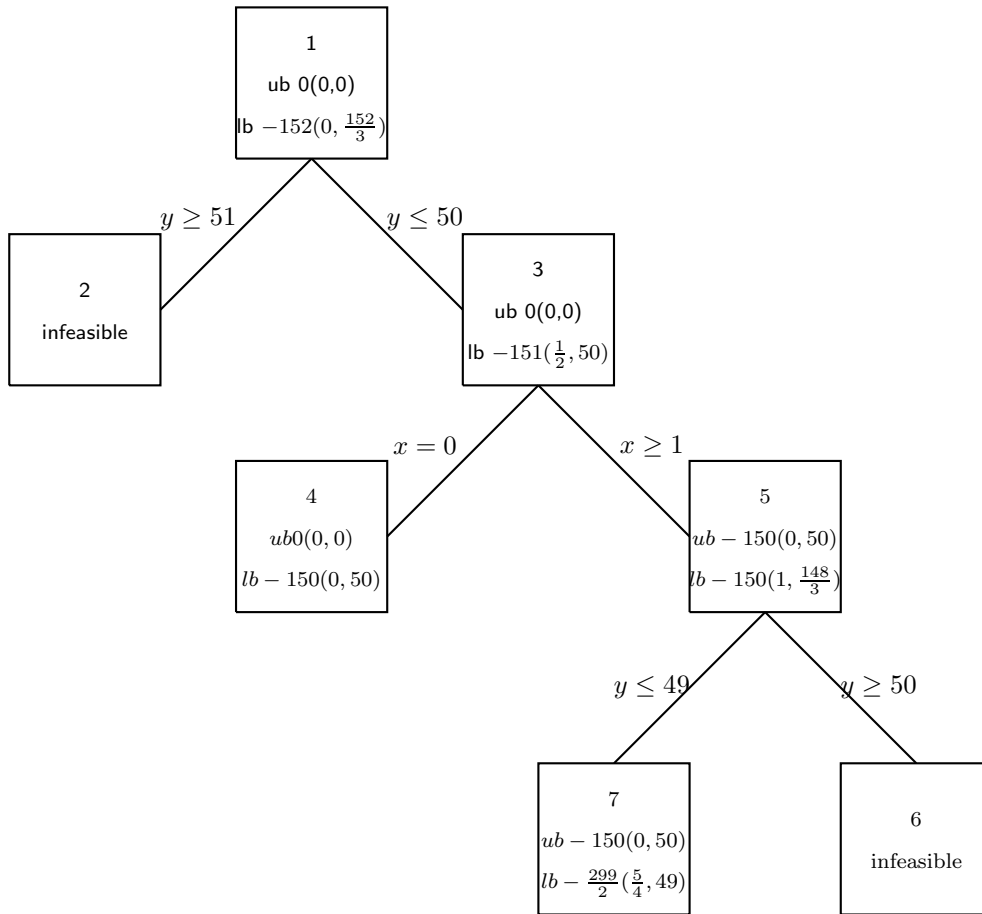 1
ub 0(0,0)
lb −152(0, 152/3)
y ≥ 51
y ≤ 50
2
infeasible
3
ub 0(0,0)
lb −151(1/2, 50)
x = 0
x ≥ 1
4
ub0(0, 0)
lb − 150(0, 50)
5
ub − 150(0, 50)
lb − 150(1, 148/3)
y ≤ 49
y ≥ 50
7
ub − 150(0, 50)
lb − 299/2(5/4, 49)
6
infeasible